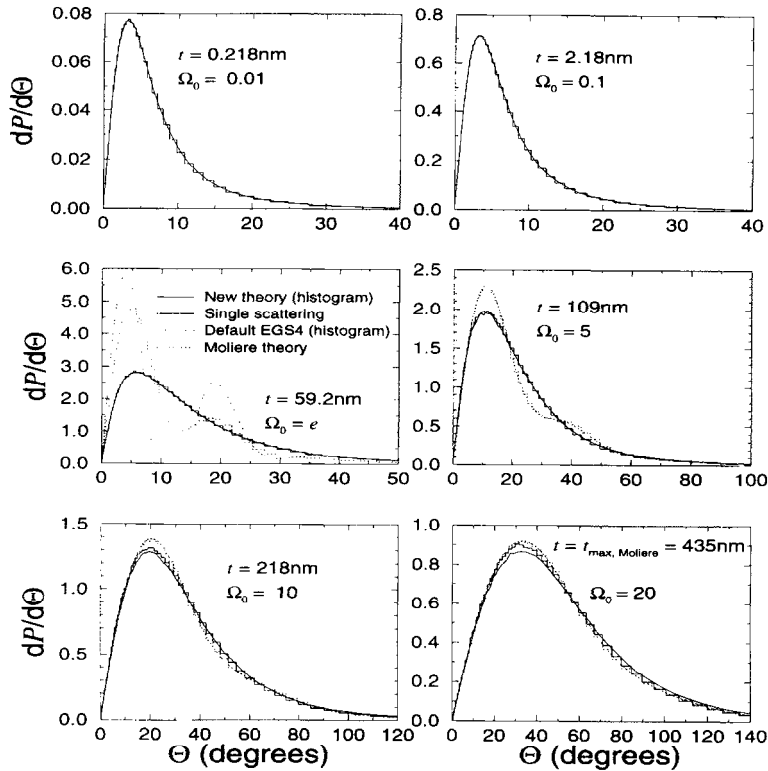 dP/dΘ
0.08
0.06
0.04
0.02
0.00
t = 0.218nm
Ω₀ = 0.01
0 10 20 30 40
0.8
0.6
0.4
0.2
0.0
t = 2.18nm
Ω₀ = 0.1
0 10 20 30 40
dP/dΘ
6.0
5.0
4.0
3.0
2.0
1.0
0.0
New theory (histogram)
Single scattering
Default EGS4 (histogram)
Moliere theory
t = 59.2nm
Ω₀ = e
0 10 20 30 40 50
2.5
2.0
1.5
1.0
0.5
0.0
t = 109nm
Ω₀ = 5
0 20 40 60 80 100
dP/dΘ
1.5
1.0
0.5
0.0
t = 218nm
Ω₀ = 10
0 20 40 60 80 100 120
Θ (degrees)
1.0
0.8
0.6
0.4
0.2
0.0
t = tmax, Moliere = 435nm
Ω₀ = 20
0 20 40 60 80 100 120 140
Θ (degrees)